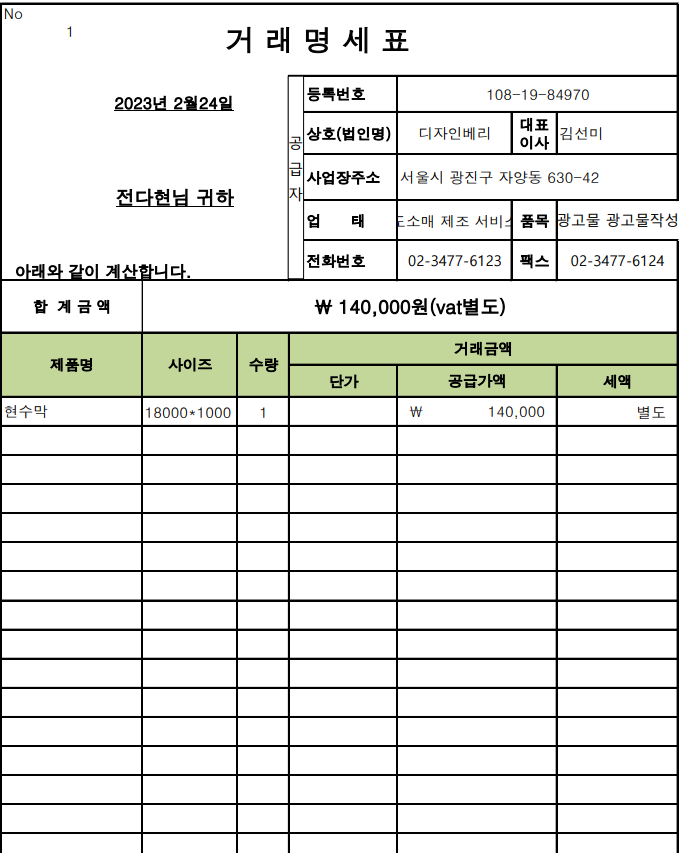 No
1
거 래 명 세 표
2023년 2월24일
전다현님 귀하
아래와 같이 계산합니다.
공급자
등록번호 108-19-84970
상호(법인명) 디자인베리 대표이사 김선미
사업장주소 서울시 광진구 자양동 630-42
업 태 도소매 제조 서비스 품목 광고물 광고물작성
전화번호 02-3477-6123 팩스 02-3477-6124
합 계 금 액 ₩ 140,000원(vat별도)
제품명 사이즈 수량 거래금액
단가 공급가액 세액
현수막 18000*1000 1 ₩ 140,000 별도